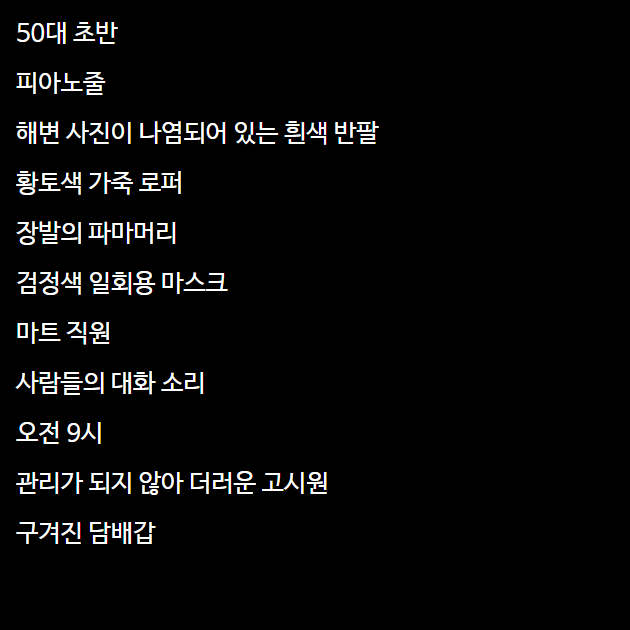 50대 초반
피아노줄
해변 사진이 나염되어 있는 흰색 반팔
황토색 가죽 로퍼
장발의 파마머리
검정색 일회용 마스크
마트 직원
사람들의 대화 소리
오전 9시
관리가 되지 않아 더러운 고시원
구겨진 담배갑